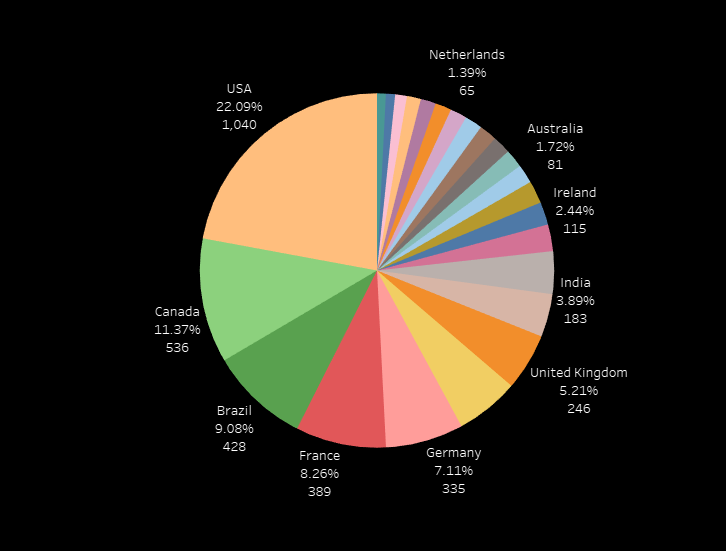 Netherlands
1.39%
65
USA
22.09%
1,040
Australia
1.72%
81
Ireland
2.44%
115
India
3.89%
183
Canada
11.37%
536
United Kingdom
5.21%
246
Brazil
9.08%
428
France
8.26%
389
Germany
7.11%
335